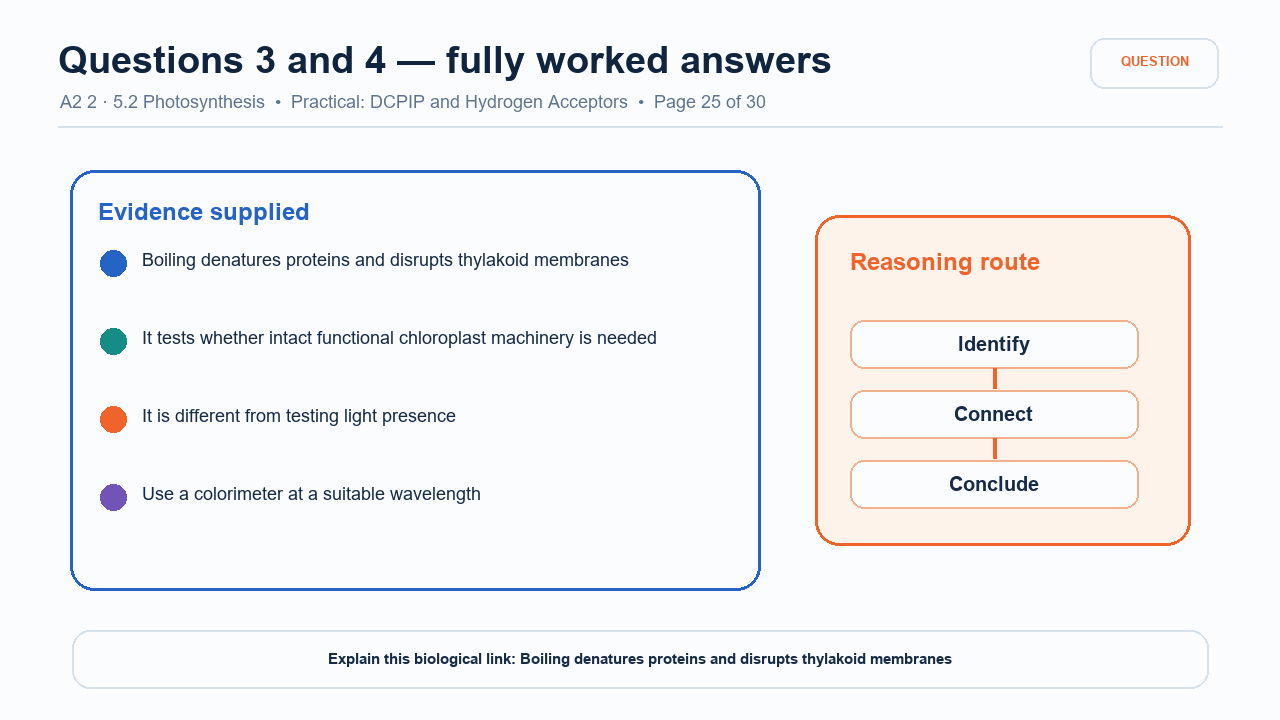 Questions 3 and 4 — fully worked answers
QUESTION
A2 2 · 5.2 Photosynthesis • Practical: DCPIP and Hydrogen Acceptors • Page 25 of 30
Evidence supplied
Boiling denatures proteins and disrupts thylakoid membranes
It tests whether intact functional chloroplast machinery is needed
It is different from testing light presence
Use a colorimeter at a suitable wavelength
Reasoning route
Identify
Connect
Conclude
Explain this biological link: Boiling denatures proteins and disrupts thylakoid membranes